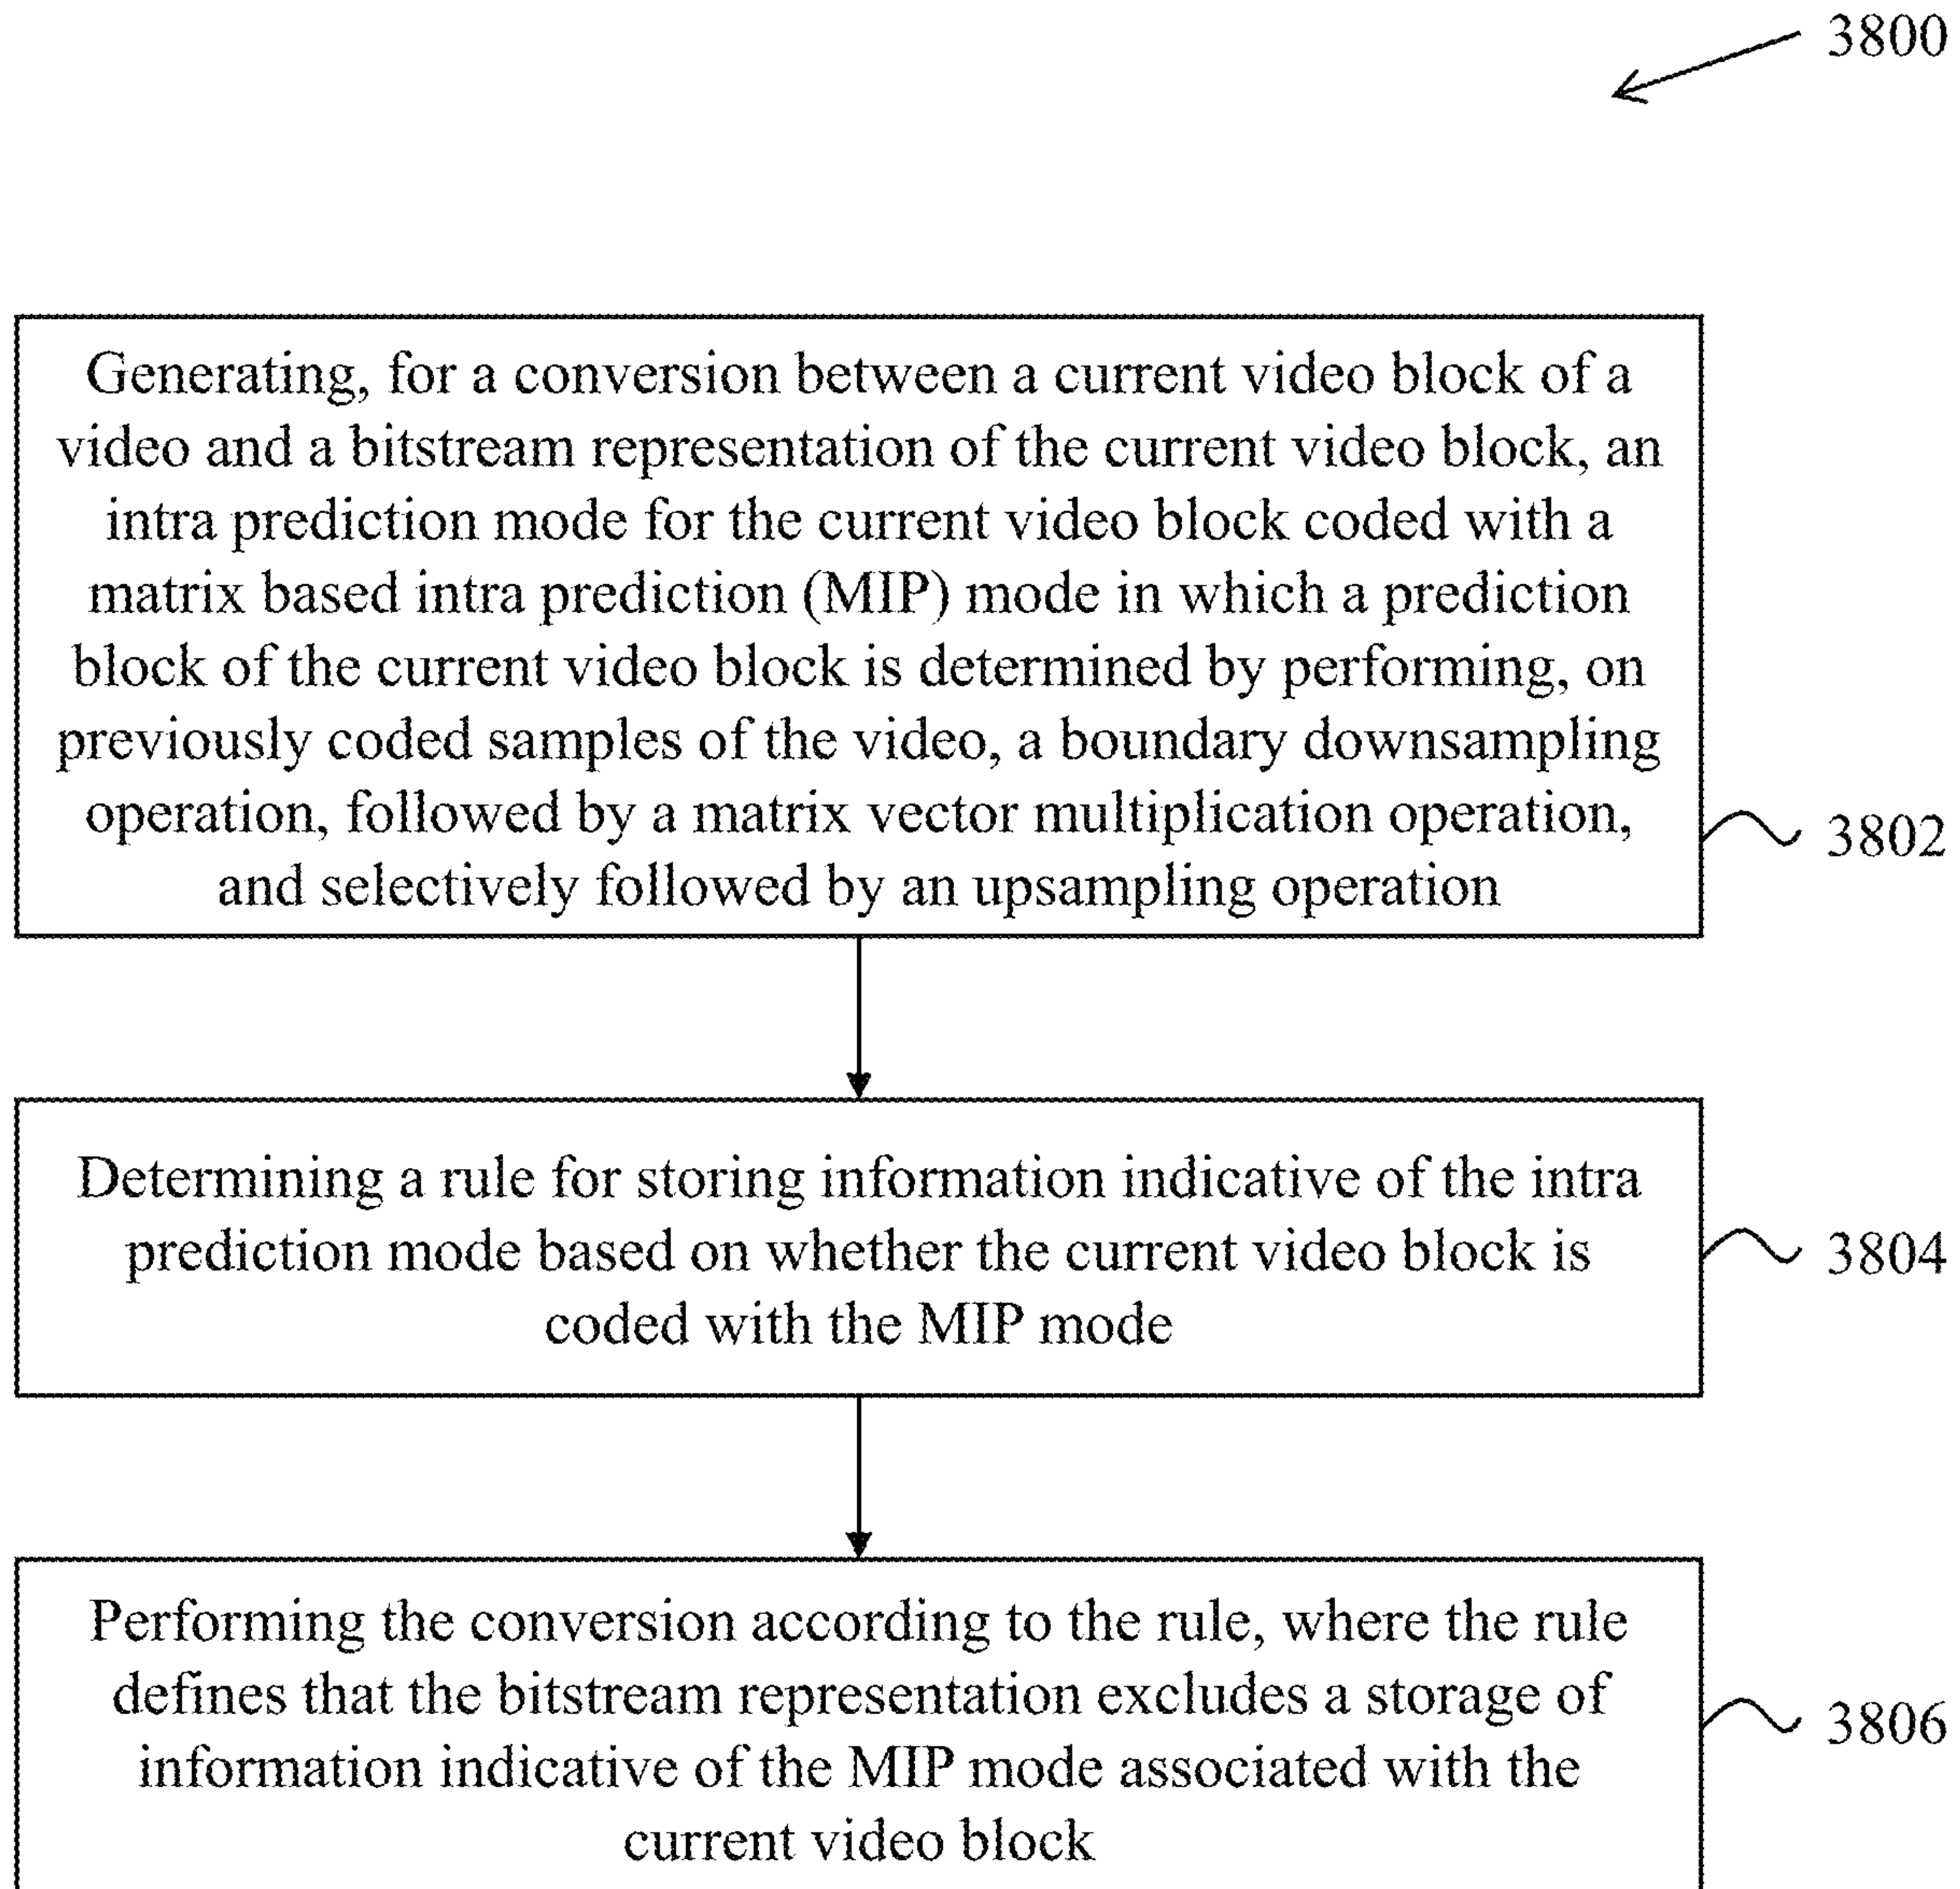 3800
Generating, for a conversion between a current video block of a
video and a bitstream representation of the current video block, an
intra prediction mode for the current video block coded with a
matrix based intra prediction (MIP) mode in which a prediction
block of the current video block is determined by performing, on
previously coded samples of the video, a boundary downsampling
operation, followed by a matrix vector multiplication operation,
and selectively followed by an upsampling operation
3802
Determining a rule for storing information indicative of the intra
prediction mode based on whether the current video block is
coded with the MIP mode
3804
Performing the conversion according to the rule, where the rule
defines that the bitstream representation excludes a storage of
information indicative of the MIP mode associated with the
current video block
3806